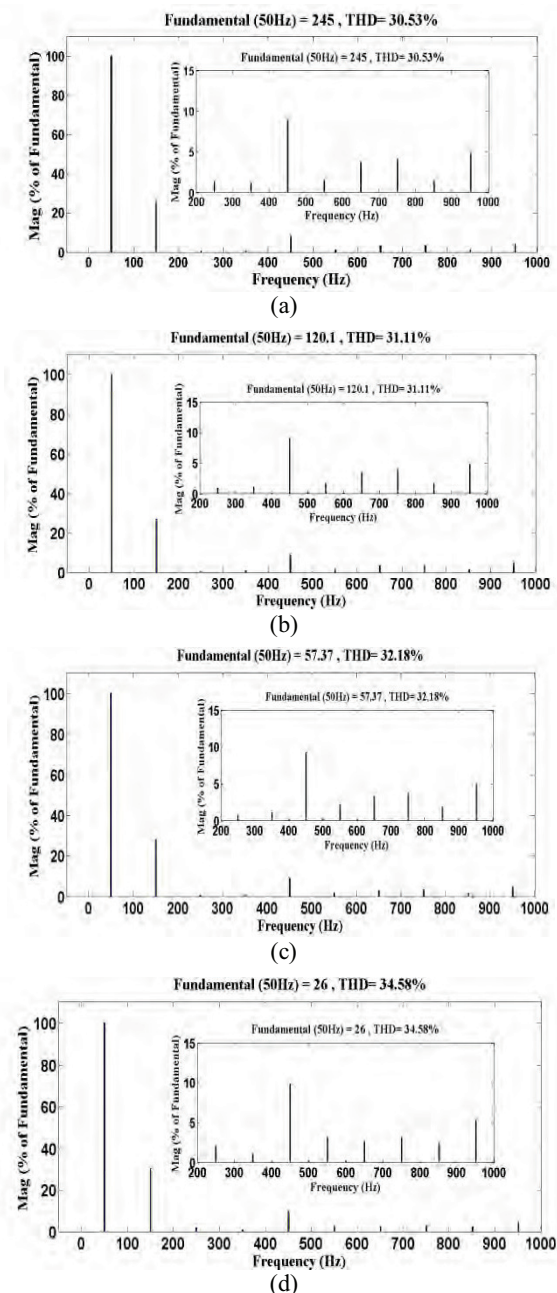 Fundamental (50Hz) = 245 , THD= 30.53%
Mag (% of Fundamental)
100
80
60
40
20
0
Fundamental (50Hz) = 245 , THD= 30.53%
Mag (% of Fundamental)
15
10
5
0
200 300 400 500 600 700 800 900 1000
Frequency (Hz)
0 100 200 300 400 500 600 700 800 900 1000
Frequency (Hz)
(a)
Fundamental (50Hz) = 120.1 , THD= 31.11%
Mag (% of Fundamental)
100
80
60
40
20
0
Fundamental (50Hz) = 120.1 , THD= 31.11%
Mag (% of Fundamental)
15
10
5
0
200 300 400 500 600 700 800 900 1000
Frequency (Hz)
0 100 200 300 400 500 600 700 800 900 1000
Frequency (Hz)
(b)
Fundamental (50Hz) = 57.37 , THD= 32.18%
Mag (% of Fundamental)
100
80
60
40
20
0
Fundamental (50Hz) = 57.37 , THD= 32.18%
Mag (% of Fundamental)
15
10
5
0
200 300 400 500 600 700 800 900 1000
Frequency (Hz)
0 100 200 300 400 500 600 700 800 900 1000
Frequency (Hz)
(c)
Fundamental (50Hz) = 26 , THD= 34.58%
Mag (% of Fundamental)
100
80
60
40
20
0
Fundamental (50Hz) = 26 , THD= 34.58%
Mag (% of Fundamental)
15
10
5
0
200 300 400 500 600 700 800 900 1000
Frequency (Hz)
0 100 200 300 400 500 600 700 800 900 1000
Frequency (Hz)
(d)